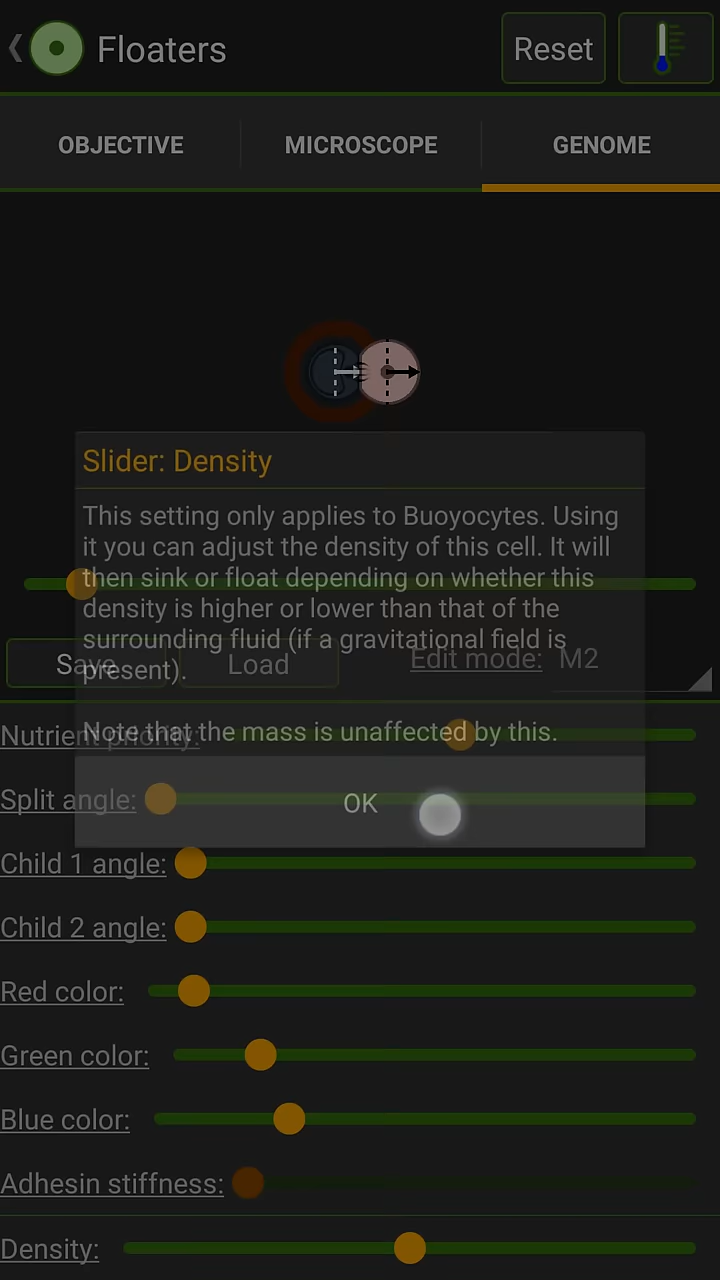 Floaters
Reset
OBJECTIVE
MICROSCOPE
GENOME
Slider: Density
This setting only applies to Buoyocytes. Using
it you can adjust the density of this cell. It will
then sink or float depending on whether this
density is higher or lower than that of the
surrounding fluid (if a gravitational field is
present).
Save
Load
Edit mode:
M2
Note that the mass is unaffected by this.
Nutrient priority:
OK
Split angle:
Child 1 angle:
Child 2 angle:
Red color:
Green color:
Blue color:
Adhesin stiffness:
Density: